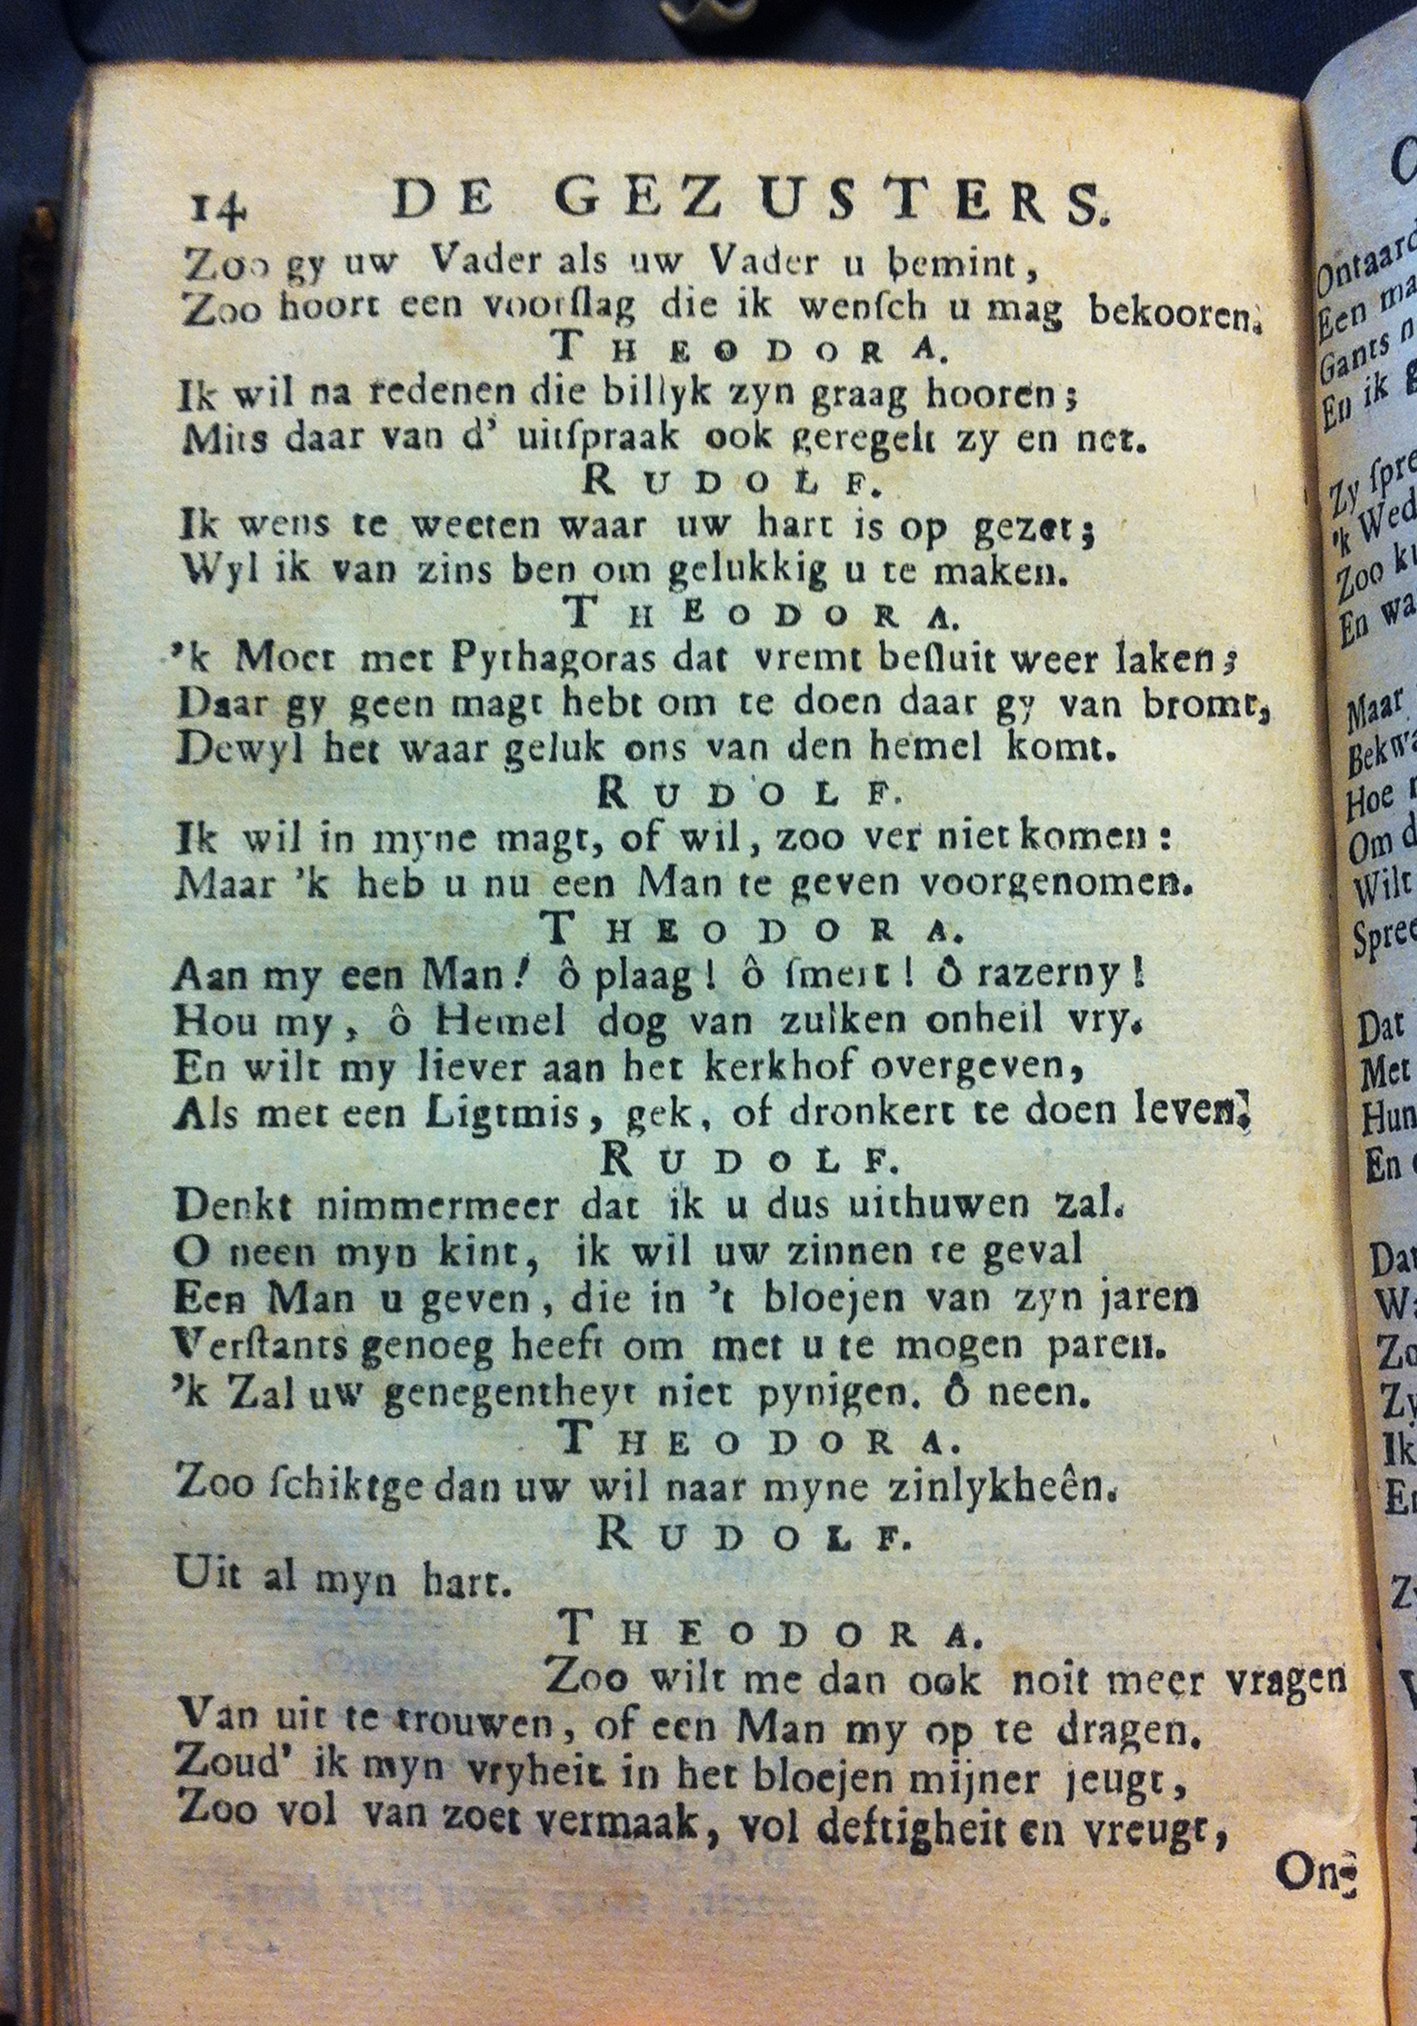 14 DE GEZUSTERS.
Zoo gy uw Vader als uw Vader u bemint,
Zoo hoort een voorſlag die ik wenſch u mag bekooren.
THEODORA.
Ik wil na redenen die billyk zyn graag hooren;
Mits daar van d' uitſpraak ook geregelt zy en net.
RUDOLF.
Ik wens te weeten waar uw hart is op gezet;
Wyl ik van zins ben om gelukkig u te maken.
THEODORA.
'k Moet met Pythagoras dat vremt beſluit weer laken;
Daar gy geen magt hebt om te doen daar gy van bromt,
Dewyl het waar geluk ons van den hemel komt.
RUDOLF.
Ik wil in myne magt, of wil, zoo ver niet komen:
Maar 'k heb u nu een Man te geven voorgenomen.
THEODORA.
Aan my een Man! ô plaag! ô ſmert! ô razerny!
Hou my, ô Hemel dog van zulken onheil vry.
En wilt my liever aan het kerkhof overgeven,
Als met een Ligtmis, gek, of dronkert te doen leven.
RUDOLF.
Denkt nimmermeer dat ik u dus uithuwen zal.
O neen myn kint, ik wil uw zinnen te geval
Een Man u geven, die in 't bloejen van zyn jaren
Verſtants genoeg heeft om met u te mogen paren.
'k Zal uw genegentheyt niet pynigen. ô neen.
THEODORA.
Zoo ſchiktge dan uw wil naar myne zinlykheên.
RUDOLF.
Uit al myn hart.
THEODORA.
Zoo wilt me dan ook noit meer vragen
Van uit te trouwen, of een Man my op te dragen.
Zoud' ik myn vryheit in het bloejen mijner jeugt,
Zoo vol van zoet vermaak, vol deftigheit en vreugt,
On-
Een
Gants
En ik
Zy
'k
Zoo
En
Maar
Hoe
Om
Wilt
Dat
Met
En
Ik